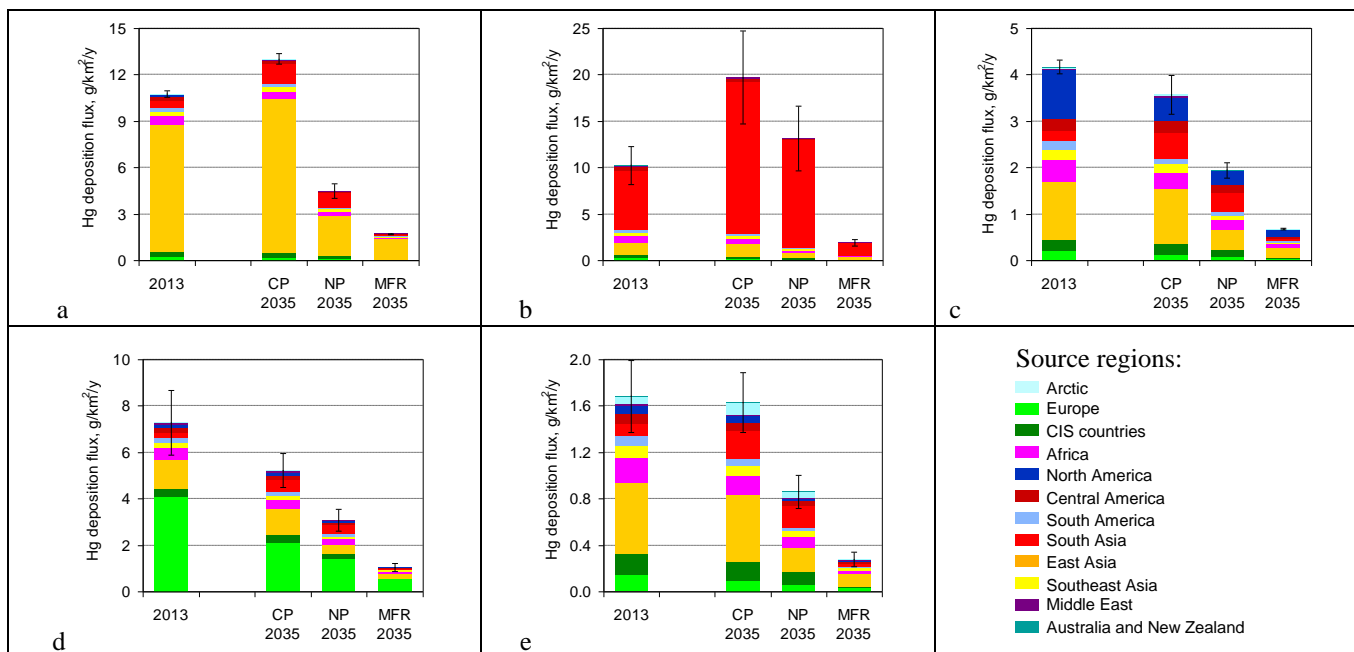 Hg deposition flux, g/km²/y
15
12
9
6
3
0
2013
CP 2035
NP 2035
MFR 2035
a
Hg deposition flux, g/km²/y
25
20
15
10
5
0
2013
CP 2035
NP 2035
MFR 2035
b
Hg deposition flux, g/km²/y
5
4
3
2
1
0
2013
CP 2035
NP 2035
MFR 2035
c
Hg deposition flux, g/km²/y
10
8
6
4
2
0
2013
CP 2035
NP 2035
MFR 2035
d
Hg deposition flux, g/km²/y
2.0
1.6
1.2
0.8
0.4
0.0
2013
CP 2035
NP 2035
MFR 2035
e
Source regions:
Arctic
Europe
CIS countries
Africa
North America
Central America
South America
South Asia
East Asia
Southeast Asia
Middle East
Australia and New Zealand